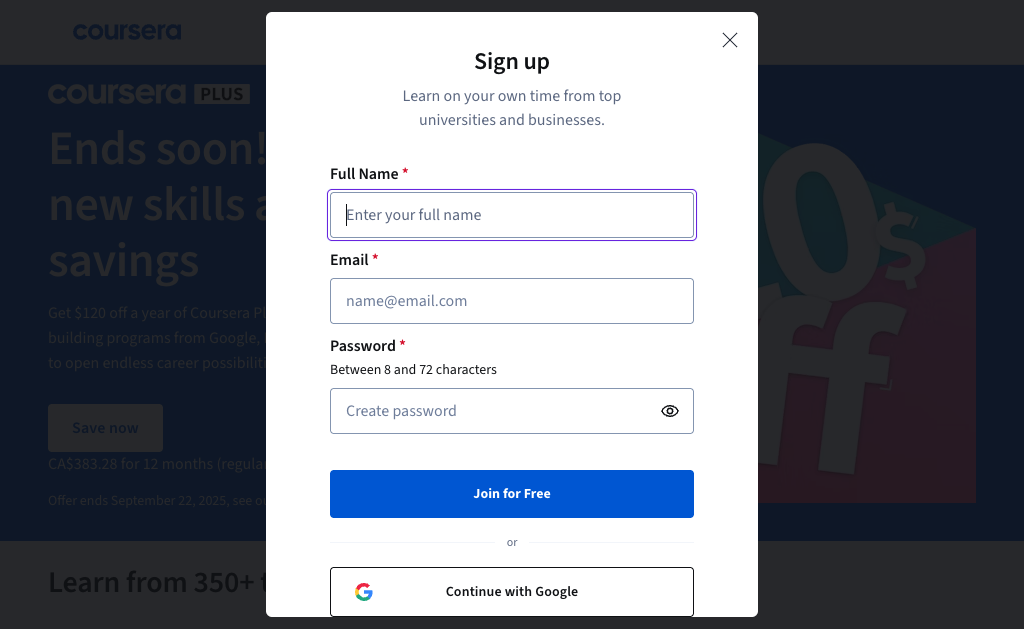 coursera
coursera PLUS
Ends soon!
new skills a
savings
Get $120 off a year of Coursera Pl
building programs from Google,
to open endless career possibiliti
Save now
CA$383.28 for 12 months (regula
Offer ends September 22, 2025, see o
Learn from 350+ t
0
$
off
Sign up
Learn on your own time from top
universities and businesses.
Full Name *
Enter your full name
Email *
name@email.com
Password *
Between 8 and 72 characters
Create password
Join for Free
or
Continue with Google